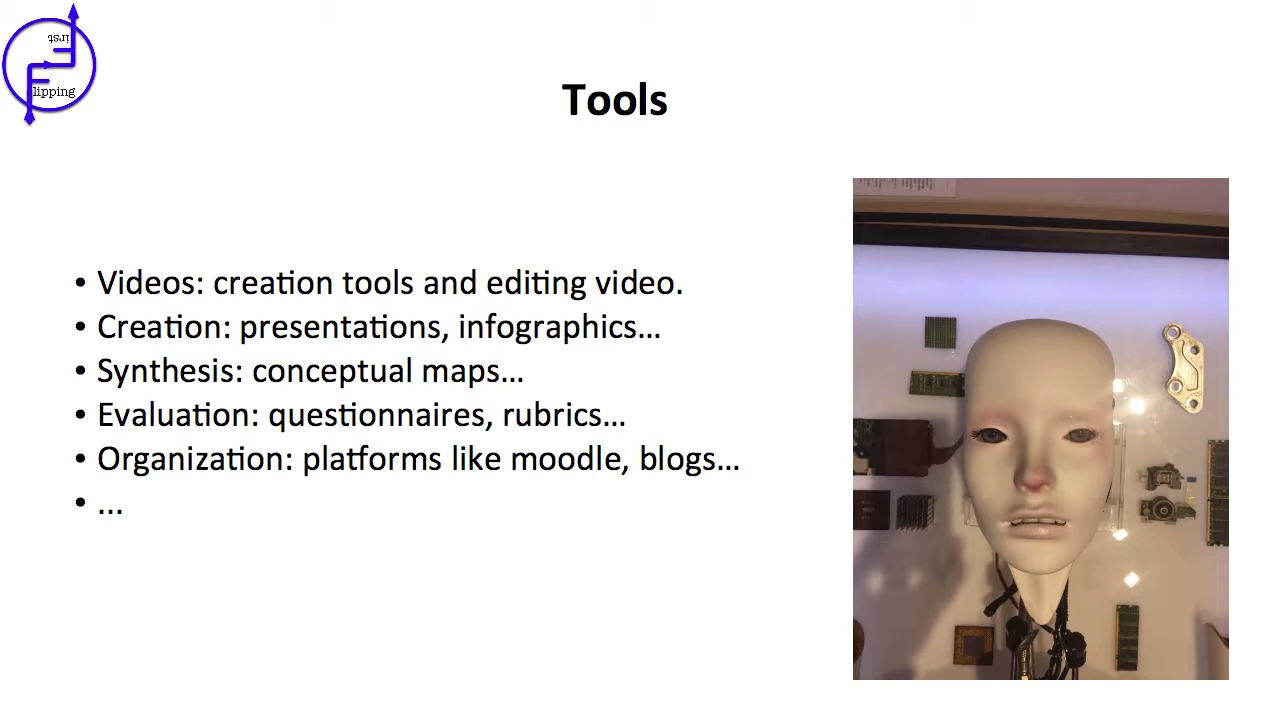 irst
lipping
Tools
• Videos: creation tools and editing video.
• Creation: presentations, infographics...
• Synthesis: conceptual maps...
• Evaluation: questionnaires, rubrics...
• Organization: platforms like moodle, blogs...
• ...